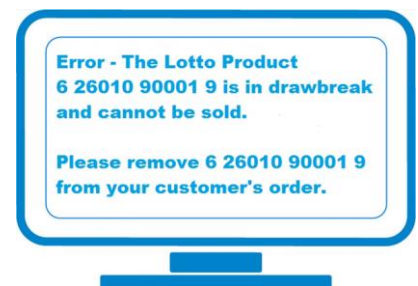 Error - The Lotto Product
6 26010 90001 9 is in drawbreak
and cannot be sold.
Please remove 6 26010 90001 9
from your customer's order.